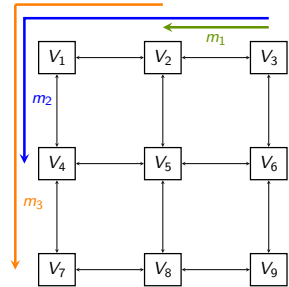 m₁
V₁ V₂ V₃
m₂
V₄ V₅ V₆
m₃
V₇ V₈ V₉